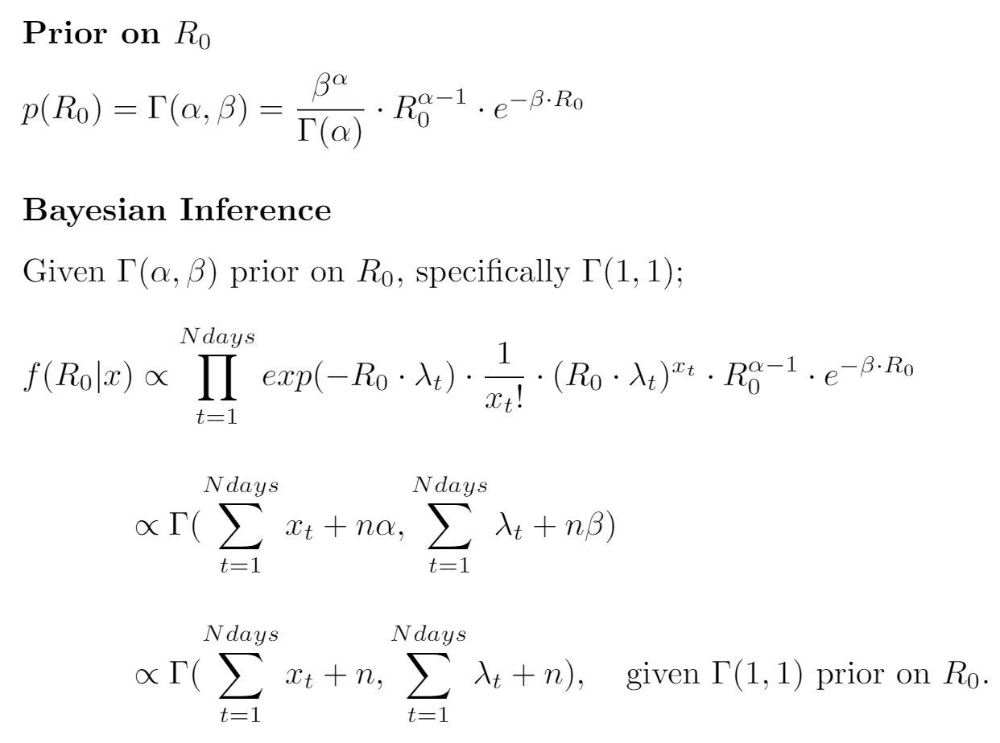 Prior on $R_0$
$p(R_0) = \Gamma(\alpha, \beta) = \frac{\beta^{\alpha}}{\Gamma(\alpha)} \cdot R_0^{\alpha-1} \cdot e^{-\beta \cdot R_0}$
Bayesian Inference
Given $\Gamma(\alpha, \beta)$ prior on $R_0$, specifically $\Gamma(1, 1)$;
$f(R_0|x) \propto \prod_{t=1}^{Ndays} exp(-R_0 \cdot \lambda_t) \cdot \frac{1}{x_t!} \cdot (R_0 \cdot \lambda_t)^{x_t} \cdot R_0^{\alpha-1} \cdot e^{-\beta \cdot R_0}$
$\propto \Gamma(\sum_{t=1}^{Ndays} x_t + n\alpha, \sum_{t=1}^{Ndays} \lambda_t + n\beta)$
$\propto \Gamma(\sum_{t=1}^{Ndays} x_t + n, \sum_{t=1}^{Ndays} \lambda_t + n), \quad$ given $\Gamma(1, 1)$ prior on $R_0$.